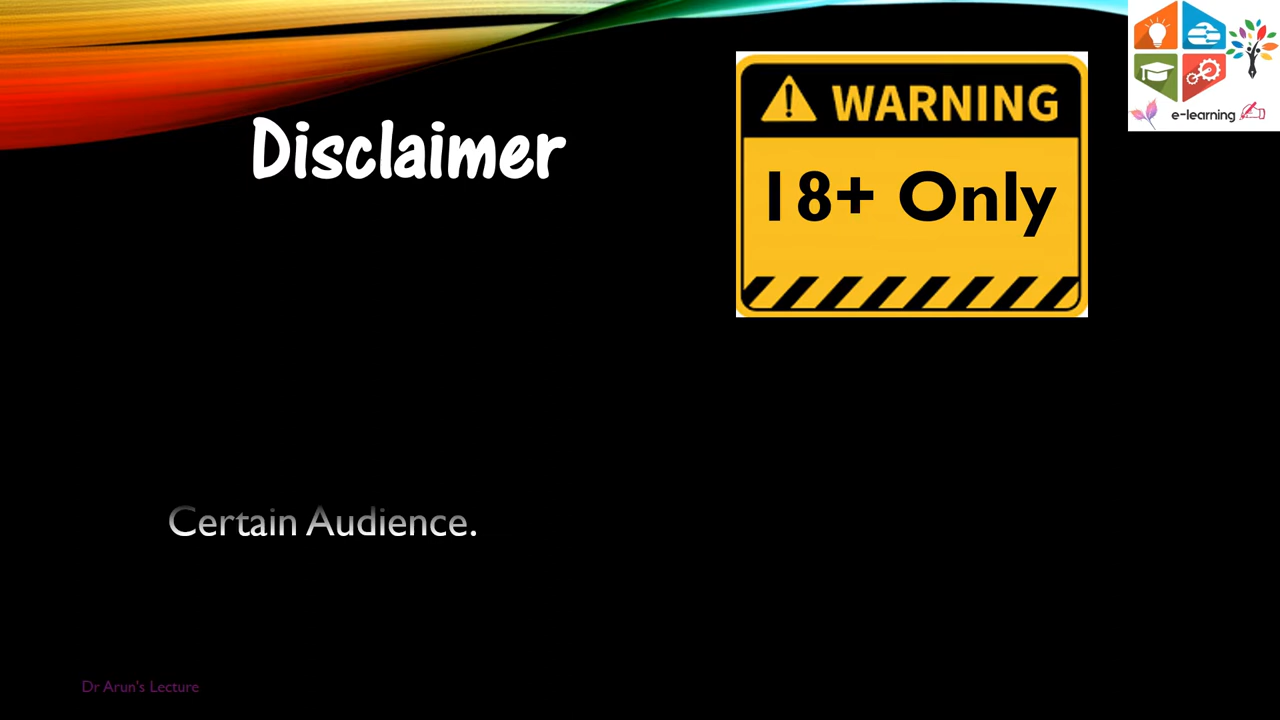 Disclaimer
WARNING
18+ Only
e-learning
Certain Audience.
Dr Arun's Lecture